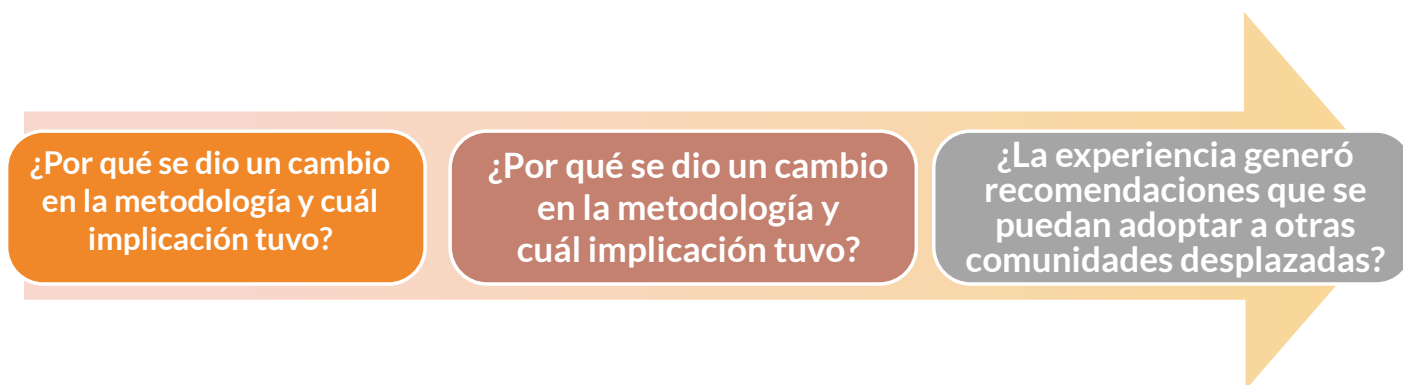 ¿Por qué se dio un cambio
en la metodología y cuál
implicación tuvo?
¿Por qué se dio un cambio
en la metodología y
cuál implicación tuvo?
¿La experiencia generó
recomendaciones que se
puedan adoptar a otras
comunidades desplazadas?